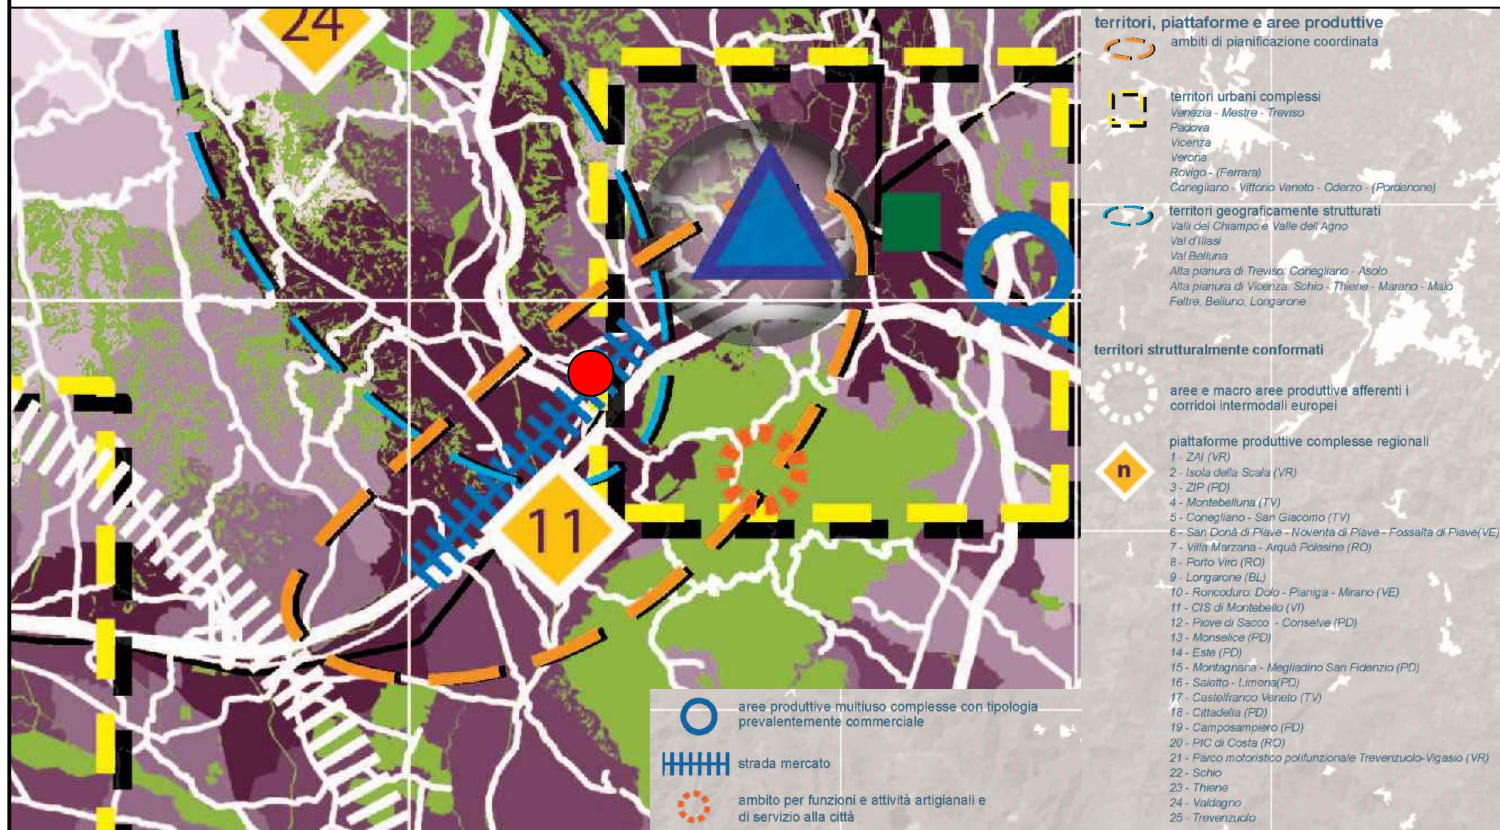 24
11
territori, piattaforme e aree produttive
ambiti di pianificazione coordinata
territori urbani complessi
Venezia - Mestre - Treviso
Padova
Vicenza
Verona
Rovigo - (Ferrara)
Conegliano - Vittorio Veneto - Oderzo - (Pordenone)
territori geograficamente strutturati
Valli del Chiampo e Valle dell'Agno
Val d'Illasi
Val Belluna
Alta pianura di Treviso: Conegliano - Asolo
Alta pianura di Vicenza: Schio - Thiene - Marano - Malo
Feltre, Belluno, Longarone
territori strutturalmente conformati
aree e macro aree produttive afferenti i
corridoi intermodali europei
piattaforme produttive complesse regionali
n
1 - ZAI (VR)
2 - Isola della Scala (VR)
3 - ZIP (PD)
4 - Montebelluna (TV)
5 - Conegliano - San Giacomo (TV)
6 - San Donà di Piave - Noventa di Piave - Fossalta di Piave(VE)
7 - Villa Marzana - Arquà Polesine (RO)
8 - Porto Viro (RO)
9 - Longarone (BL)
10 - Roncoduro: Dolo - Pianiga - Mirano (VE)
11 - CIS di Montebello (VI)
12 - Piove di Sacco - Conselve (PD)
13 - Monselice (PD)
14 - Este (PD)
15 - Montagnana - Megliadino San Fidenzio (PD)
16 - Saletto - Limena(PD)
17 - Castelfranco Veneto (TV)
18 - Cittadella (PD)
19 - Camposampiero (PD)
20 - PIC di Costa (RO)
21 - Parco motoristico polifunzionale Trevenzuolo-Vigasio (VR)
22 - Schio
23 - Thiene
24 - Valdagno
25 - Trevenzuolo
aree produttive multiuso complesse con tipologia
prevalentemente commerciale
strada mercato
ambito per funzioni e attività artigianali e
di servizio alla città